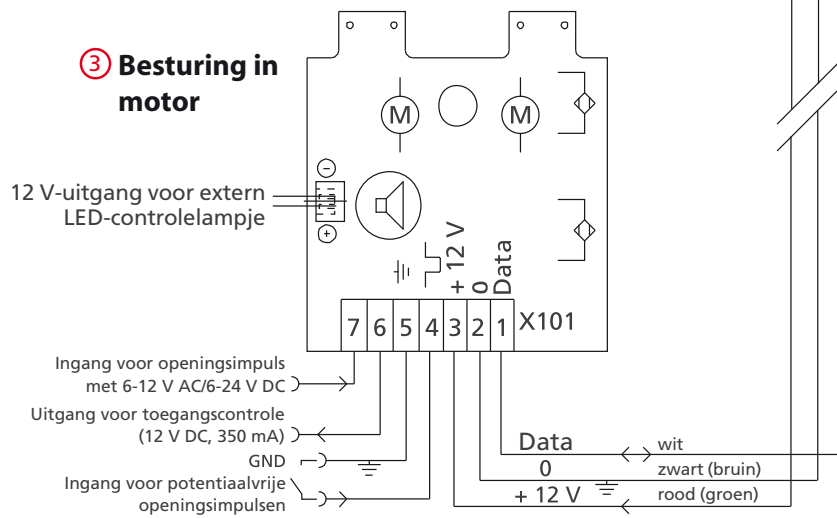 3 Besturing in
motor
M M
12 V-uitgang voor extern
LED-controlelampje
+ 12 V
0
Data
7 6 5 4 3 2 1 X101
Ingang voor openingsimpuls
met 6-12 V AC/6-24 V DC
Uitgang voor toegangscontrole
(12 V DC, 350 mA)
GND
Ingang voor potentiaalvrije
openingsimpulsen
Data wit
0 zwart (bruin)
+ 12 V rood (groen)